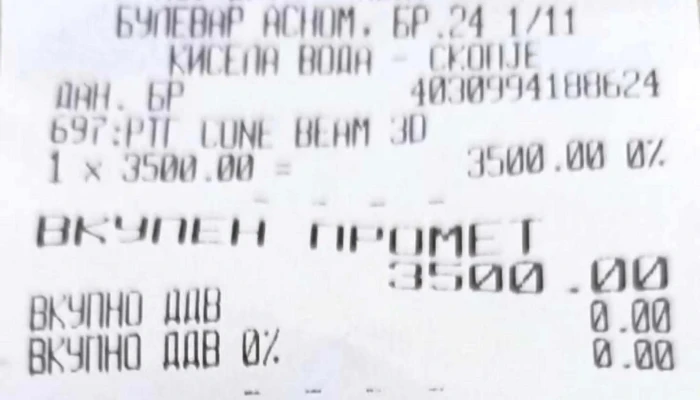 БУЛЕВАР АСНОМ. БР.24 1/11
КИСЕЛА ВОДА - СКОПЈЕ
ДАН. БР 4030994188624
697:РТГ CONE BEAM 3D
1 x 3500.00 = 3500.00 0%
ВКУПЕН ПРОМЕТ
3500.00
ВКУПНО ДДВ 0.00
ВКУПНО ДДВ 0% 0.00